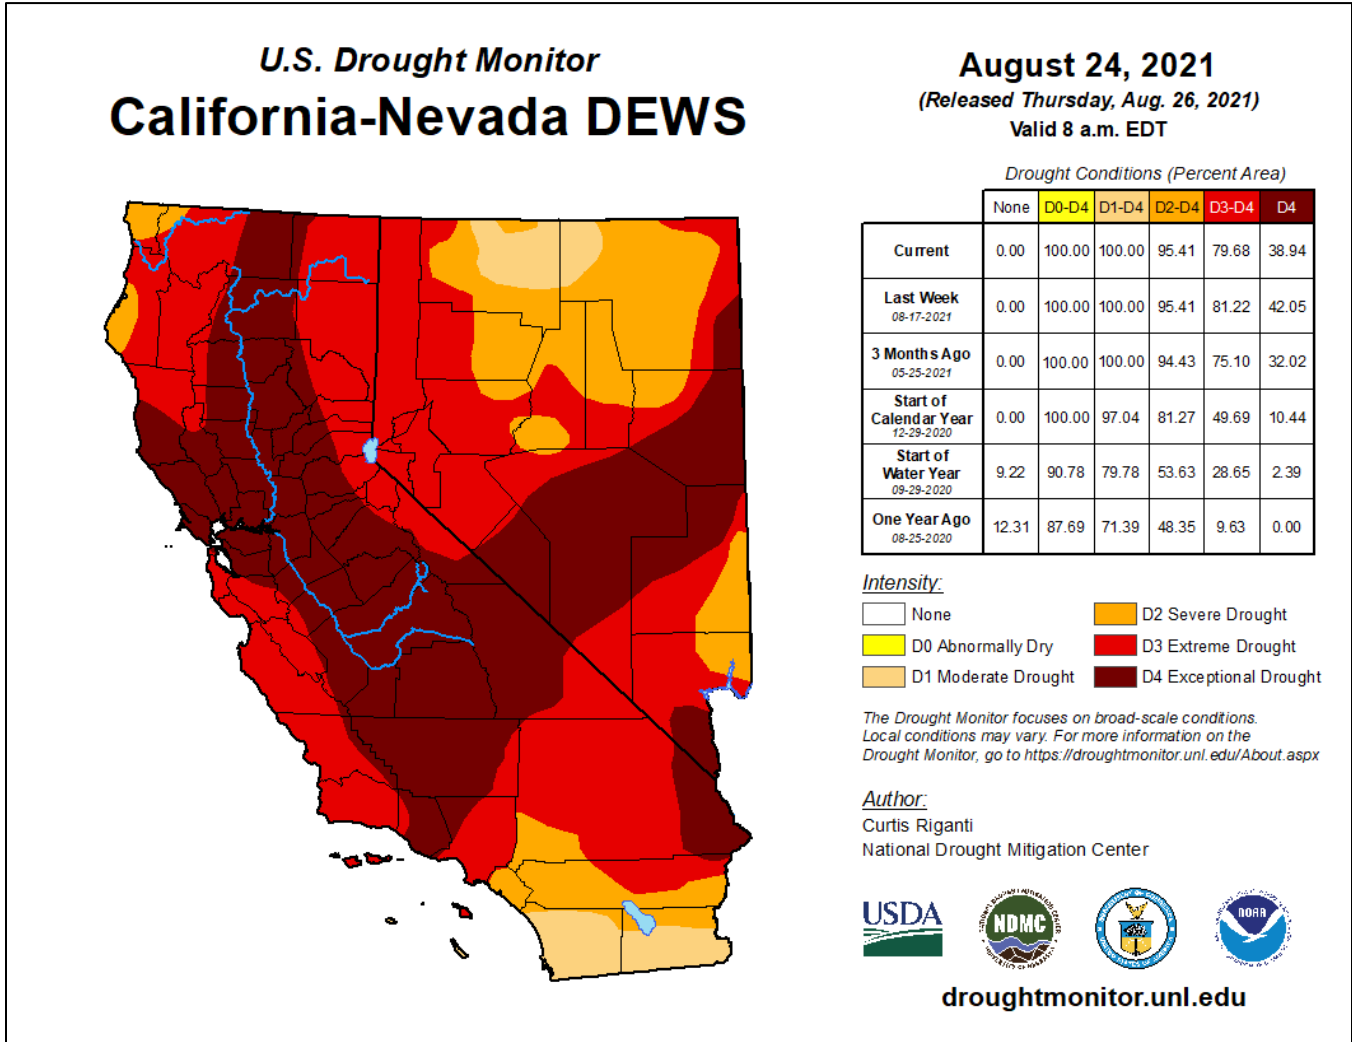 U.S. Drought Monitor
California-Nevada DEWS
August 24, 2021
(Released Thursday, Aug. 26, 2021)
Valid 8 a.m. EDT
Drought Conditions (Percent Area)
None D0-D4 D1-D4 D2-D4 D3-D4 D4
Current 0.00 100.00 100.00 95.41 79.68 38.94
Last Week 0.00 100.00 100.00 95.41 81.22 42.05
08-17-2021
3 Months Ago 0.00 100.00 100.00 94.43 75.10 32.02
05-25-2021
Start of
Calendar Year 0.00 100.00 97.04 81.27 49.69 10.44
12-29-2020
Start of
Water Year 9.22 90.78 79.78 53.63 28.65 2.39
09-29-2020
One Year Ago 12.31 87.69 71.39 48.35 9.63 0.00
08-25-2020
Intensity:
None
D0 Abnormally Dry
D1 Moderate Drought
D2 Severe Drought
D3 Extreme Drought
D4 Exceptional Drought
The Drought Monitor focuses on broad-scale conditions.
Local conditions may vary. For more information on the
Drought Monitor, go to https://droughtmonitor.unl.edu/About.aspx
Author:
Curtis Riganti
National Drought Mitigation Center
USDA
NDMC
NOAA
droughtmonitor.unl.edu